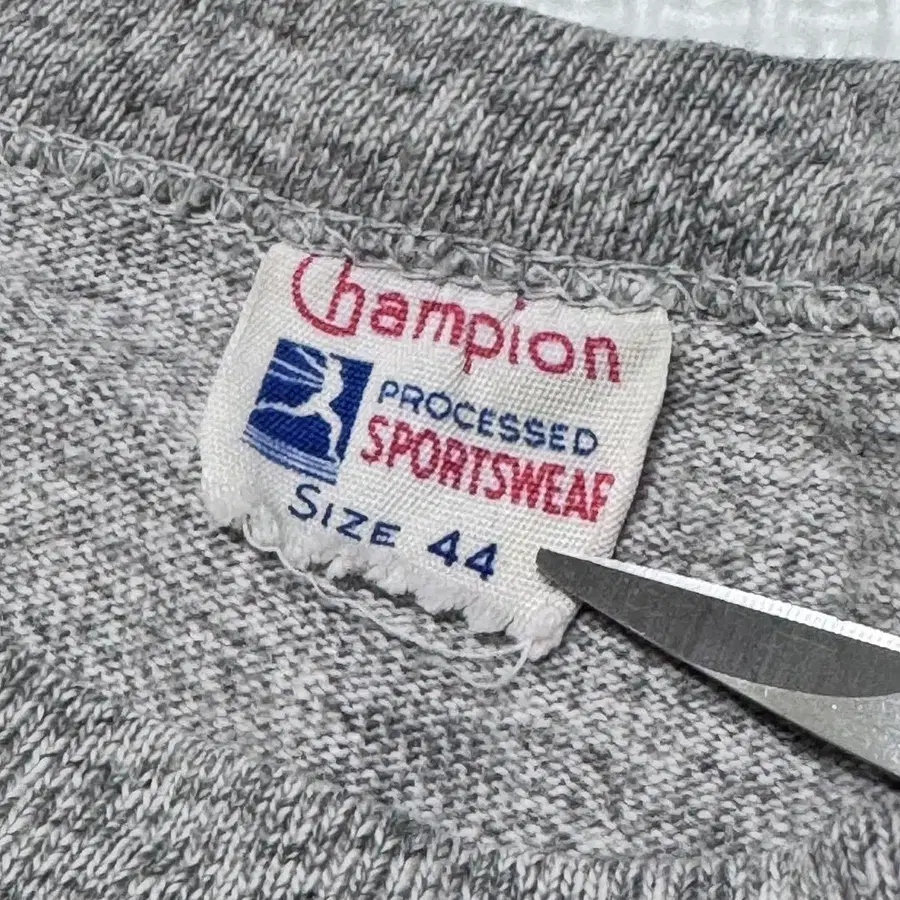 Champion
PROCESSED
SPORTSWEAR
SIZE 44